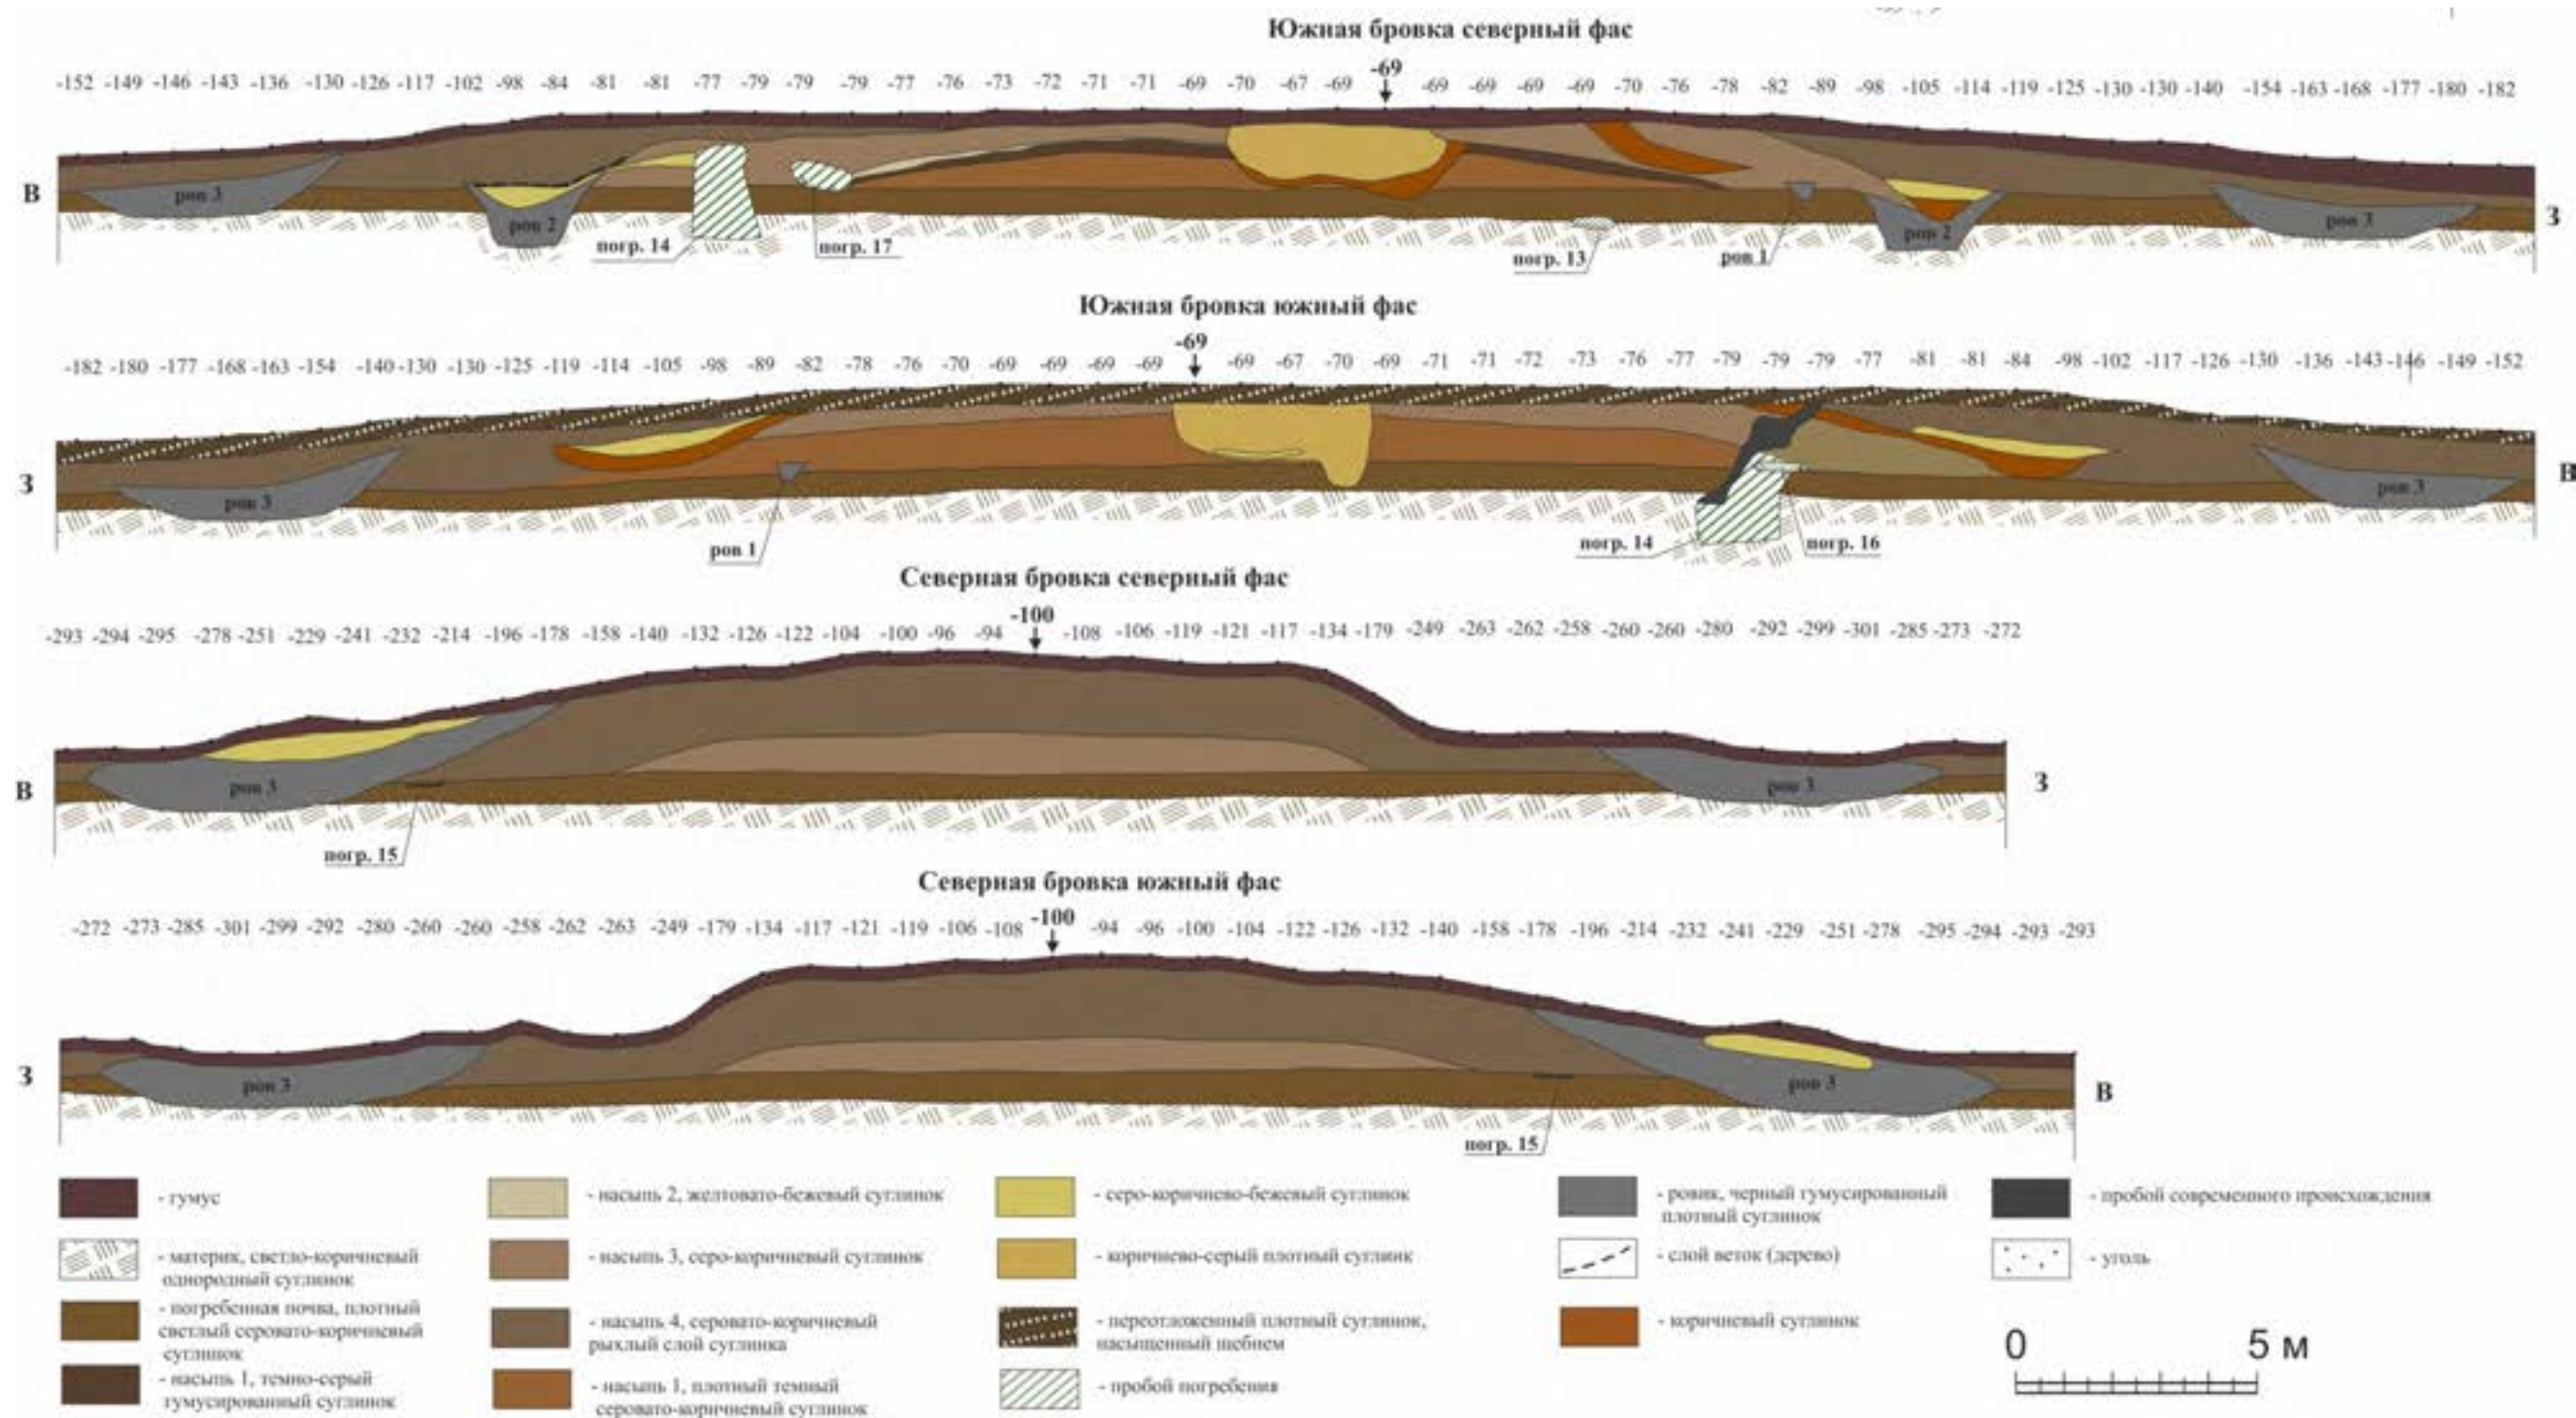 Южная бровка северный фас
-69
-152 -149 -146 -143 -136 -130 -126 -117 -102 -98 -84 -81 -81 -77 -79 -79 -79 -77 -76 -73 -72 -71 -71 -69 -70 -67 -69 -69 -69 -69 -69 -70 -76 -78 -82 -89 -98 -105 -114 -119 -125 -130 -130 -140 -154 -163 -168 -177 -180 -182
В ров 3 ров 2 ров 2 ров 3 З
погр. 14 погр. 17 погр. 13 ров 1
Южная бровка южный фас
-69
-182 -180 -177 -168 -163 -154 -140 -130 -130 -125 -119 -114 -105 -98 -89 -82 -78 -76 -70 -69 -69 -69 -69 -69 -67 -70 -69 -71 -71 -72 -73 -76 -77 -79 -79 -79 -77 -81 -81 -84 -98 -102 -117 -126 -130 -136 -143 -146 -149 -152
З ров 3 ров 3 В
ров 1 погр. 14 погр. 16
Северная бровка северный фас
-100
-293 -294 -295 -278 -251 -229 -241 -232 -214 -196 -178 -158 -140 -132 -126 -122 -104 -100 -96 -94 -108 -106 -119 -121 -117 -134 -179 -249 -263 -262 -258 -260 -260 -280 -292 -299 -301 -285 -273 -272
В ров 3 ров 3 З
погр. 15
Северная бровка южный фас
-100
-272 -273 -285 -301 -299 -292 -280 -260 -260 -258 -262 -263 -249 -179 -134 -117 -121 -119 -106 -108 -94 -96 -100 -104 -122 -126 -132 -140 -158 -178 -196 -214 -232 -241 -229 -251 -278 -295 -294 -293 -293
З ров 3 ров 3 В
погр. 15
- гумус
- материк, светло-коричневый
однородный суглинок
- погребенная почва, плотный
светлый серовато-коричневый
суглинок
- насыпь 1, темно-серый
гумусированный суглинок
- насыпь 2, желтовато-бежевый суглинок
- насыпь 3, серо-коричневый суглинок
- насыпь 4, серовато-коричневый
рыхлый слой суглинка
- насыпь 1, плотный темный
серовато-коричневый суглинок
- серо-коричнево-бежевый суглинок
- коричнево-серый плотный суглинк
- переотложенный плотный суглинок,
насыщенный щебнем
- пробой погребения
- ровик, черный гумусированный
плотный суглинок
- слой веток (дерево)
- коричневый суглинок
- пробой современного происхождения
- уголь
0 5 м